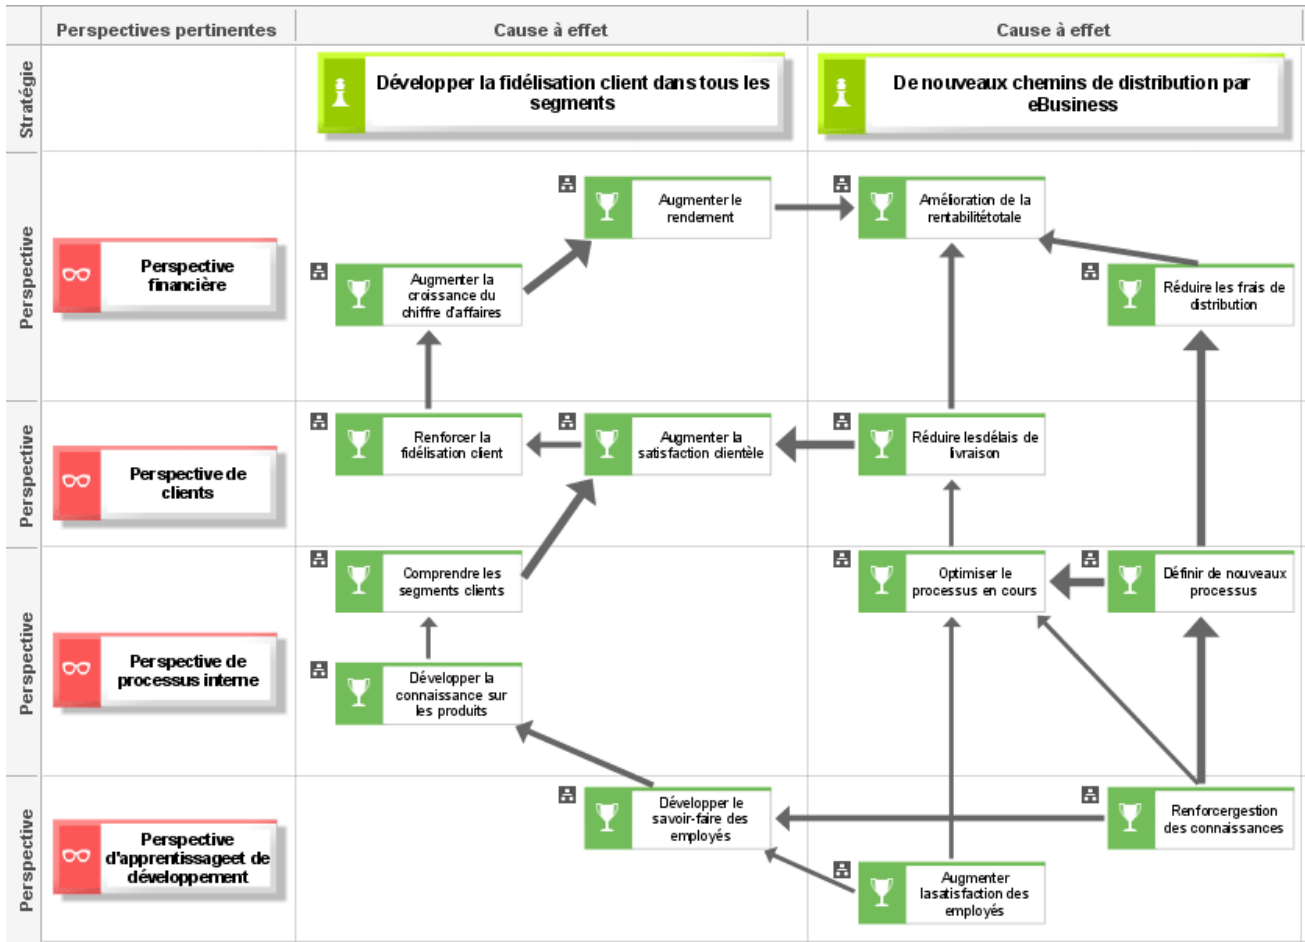 Perspectives pertinentes
Cause à effet
Cause à effet
Stratégie
Développer la fidélisation client dans tous les
segments
De nouveaux chemins de distribution par
eBusiness
Perspective
Perspective
financière
Augmenter le
rendement
Amélioration de la
rentabilitétotale
Augmenter la
croissance du
chiffre d'affaires
Réduire les frais de
distribution
Perspective
Perspective de
clients
Renforcer la
fidélisation client
Augmenter la
satisfaction clientèle
Réduire lesdélais de
livraison
Perspective
Perspective de
processus interne
Comprendre les
segments clients
Optimiser le
processus en cours
Définir de nouveaux
processus
Développer la
connaissance sur
les produits
Perspective
Perspective
d'apprentissageet de
développement
Développer le
savoir-faire des
employés
Renforcergestion
des connaissances
Augmenter
lasatisfaction des
employés